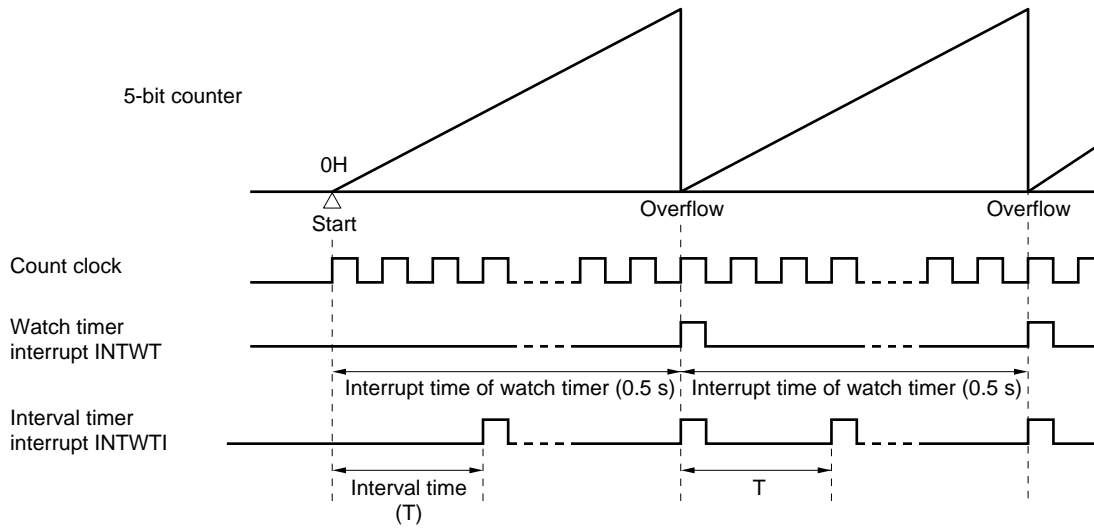 5-bit counter
0H
Start
Overflow
Overflow
Count clock
Watch timer
interrupt INTWT
Interrupt time of watch timer (0.5 s)
Interrupt time of watch timer (0.5 s)
Interval timer
interrupt INTWTI
Interval time
(T)
T